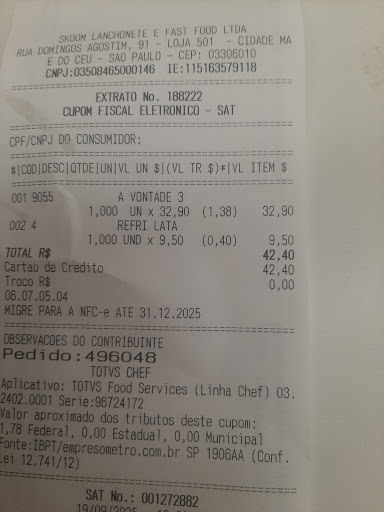 SKOOM LANCHONETE E FAST FOOD LTDA
RUA DOMINGOS AGOSTIM, 91 - LOJA 501 - CIDADE MA
E DO CEU - SAO PAULO - CEP: 03306010
CNPJ:03508465000146 IE:115163579118
EXTRATO No. 188222
CUPOM FISCAL ELETRONICO - SAT
CPF/CNPJ DO CONSUMIDOR:
#|COD|DESC|QTDE|UN|VL UN $|(VL TR $)*|VL ITEM $
001 9055 A VONTADE 3
1,000 UN x 32,90 (1,38) 32,90
002 4 REFRI LATA
1,000 UND x 9,50 (0,40) 9,50
TOTAL R$ 42,40
Cartao de Credito 42,40
Troco R$ 0,00
06.07.05.04
MIGRE PARA A NFC-e ATE 31.12.2025
OBSERVACOES DO CONTRIBUINTE
Pedido:496048
TOTVS CHEF
Aplicativo: TOTVS Food Services (Linha Chef) 03.
2402.0001 Serie:98724172
Valor aproximado dos tributos deste cupom:
1,78 Federal, 0,00 Estadual, 0,00 Municipal
Fonte:IBPT/empresometro.com.br SP 1906AA (Conf.
Lei 12.741/12)
SAT No.: 001272882